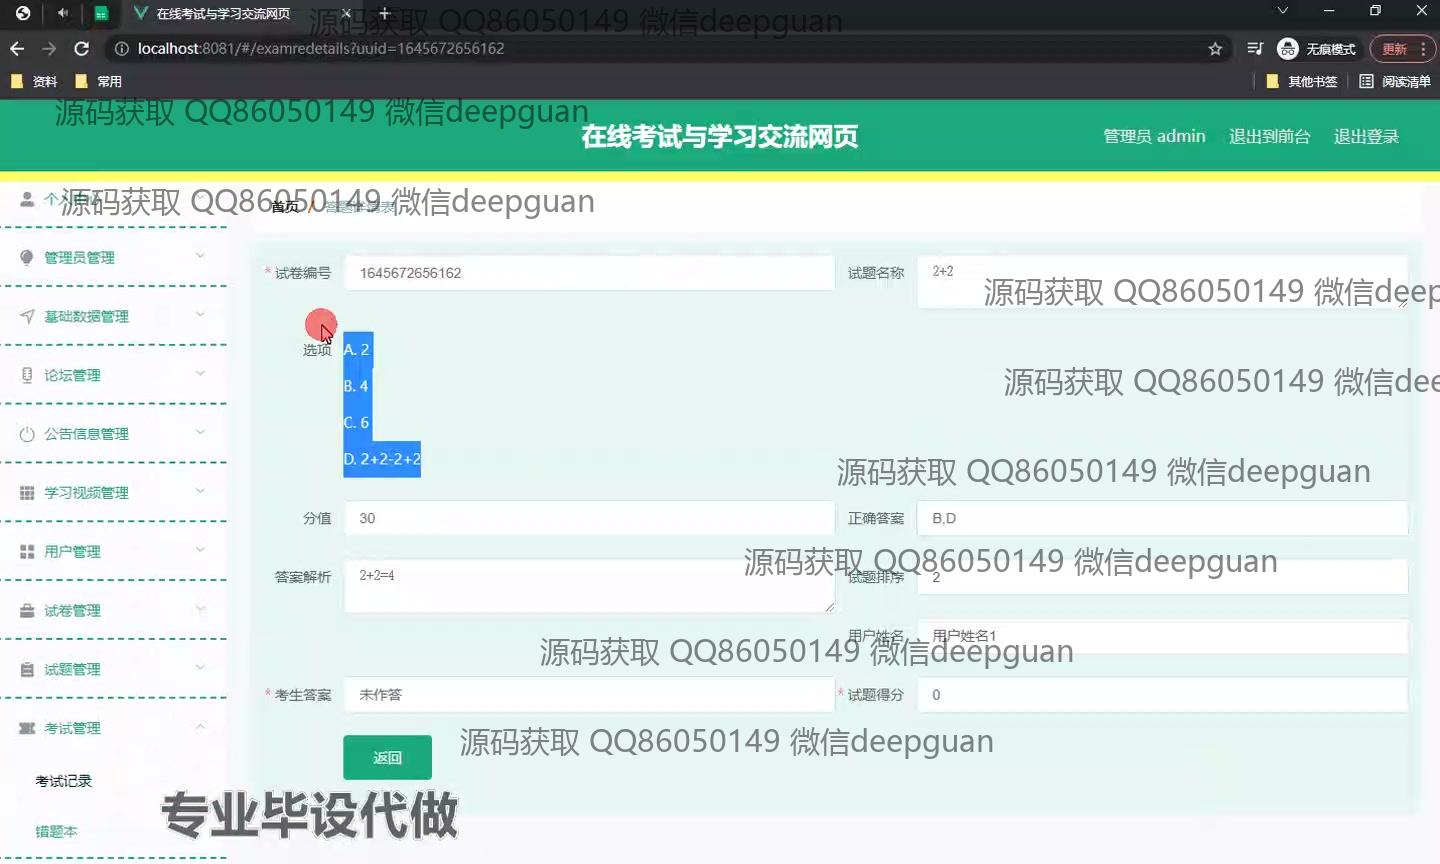 在线考试与学习交流网页
源码获取 QQ86050149 微信deepguan
localhost:8081/#/examredetails?uuid=1645672656162
无痕模式
更新
资料
常用
其他书签
阅读清单
源码获取 QQ86050149 微信deepguan
在线考试与学习交流网页
管理员 admin
退出到前台
退出登录
源码获取 QQ86050149 微信deepguan
首页 /
管理员管理
基础数据管理
论坛管理
公告信息管理
学习视频管理
用户管理
试卷管理
试题管理
考试管理
考试记录
错题本
* 试卷编号 1645672656162
试题名称 2+2
源码获取 QQ86050149 微信deep
选项
A. 2
B. 4
C. 6
D. 2+2-2+2
源码获取 QQ86050149 微信dee
源码获取 QQ86050149 微信deepguan
分值 30
正确答案 B,D
答案解析 2+2=4
源码获取 QQ86050149 微信deepguan
试题排序 2
用户姓名 用户姓名1
源码获取 QQ86050149 微信deepguan
* 考生答案 未作答
* 试题得分 0
源码获取 QQ86050149 微信deepguan
返回
专业毕设代做